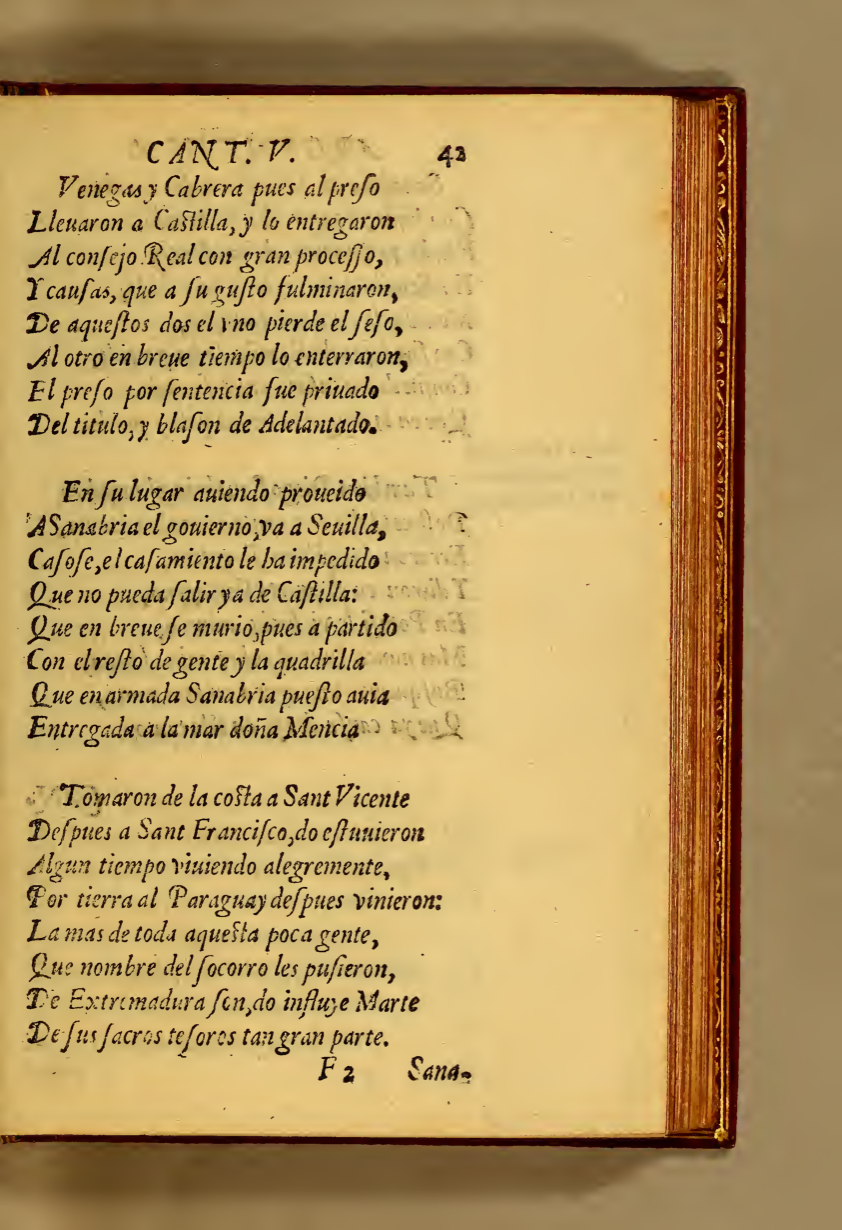 CANT. V. 42
Venegas y Cabrera pues al preſo
Lleuaron a Caſtilla, y lo entregaron
Al conſejo Real con gran proceſſo,
Y cauſas, que a ſu guſto fulminaron,
De aqueſtos dos el vno pierde el ſeſo,
Al otro en breue tiempo lo enterraron,
El preſo por ſentencia fue priuado
Del titulo, y blaſon de Adelantado.
En ſu lugar auiendo proueido
A Sanabria el gouierno, va a Seuilla,
Caſoſe, el caſamiento le ha impedido
Que no pueda ſalir ya de Caſtilla:
Que en breue ſe murio, pues a partido
Con el reſto de gente y la quadrilla
Que en armada Sanabria pueſto auia
Entregada a la mar doña Mencia
Tomaron de la coſta a Sant Vicente
Deſpues a Sant Franciſco, do eſtuuieron
Algun tiempo viuiendo alegremente,
Por tierra al Paraguay deſpues vinieron:
La mas de toda aqueſta poca gente,
Que nombre del ſocorro les puſieron,
De Extremadura ſon, do influye Marte
De ſus ſacros teſoros tan gran parte.
F 2 Sana-